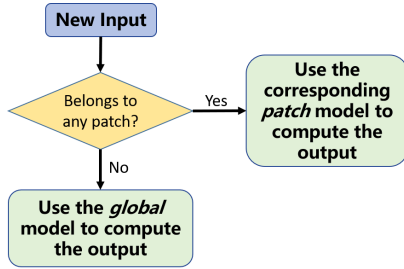 New Input
Belongs to
any patch?
Yes
Use the
corresponding
patch model to
compute the
output
No
Use the global
model to compute
the output